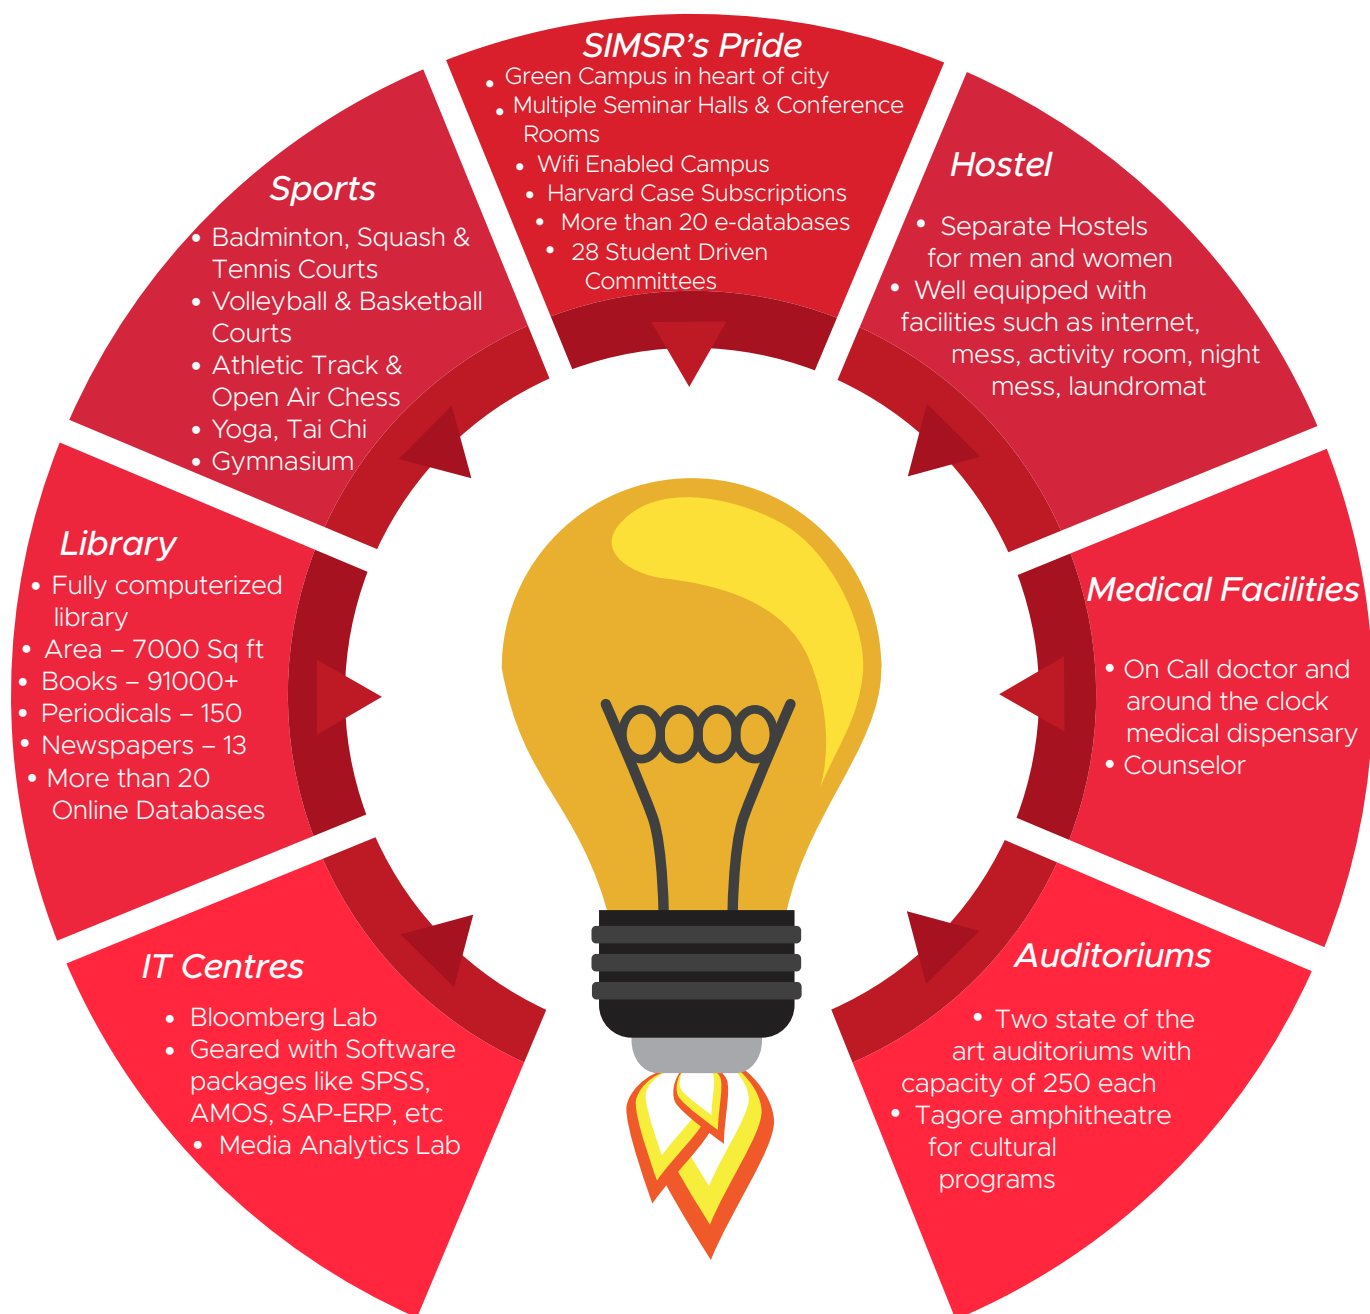 SIMSR's Pride
• Green Campus in heart of city
• Multiple Seminar Halls & Conference
Rooms
• Wifi Enabled Campus
• Harvard Case Subscriptions
• More than 20 e-databases
• 28 Student Driven
Committees
Hostel
• Separate Hostels
for men and women
• Well equipped with
facilities such as internet,
mess, activity room, night
mess, laundromat
Medical Facilities
• On Call doctor and
around the clock
medical dispensary
• Counselor
Auditoriums
• Two state of the
art auditoriums with
capacity of 250 each
• Tagore amphitheatre
for cultural
programs
Sports
• Badminton, Squash &
Tennis Courts
• Volleyball & Basketball
Courts
• Athletic Track &
Open Air Chess
• Yoga, Tai Chi
• Gymnasium
Library
• Fully computerized
library
• Area – 7000 Sq ft
• Books – 91000+
• Periodicals – 150
• Newspapers – 13
• More than 20
Online Databases
IT Centres
• Bloomberg Lab
• Geared with Software
packages like SPSS,
AMOS, SAP-ERP, etc
• Media Analytics Lab